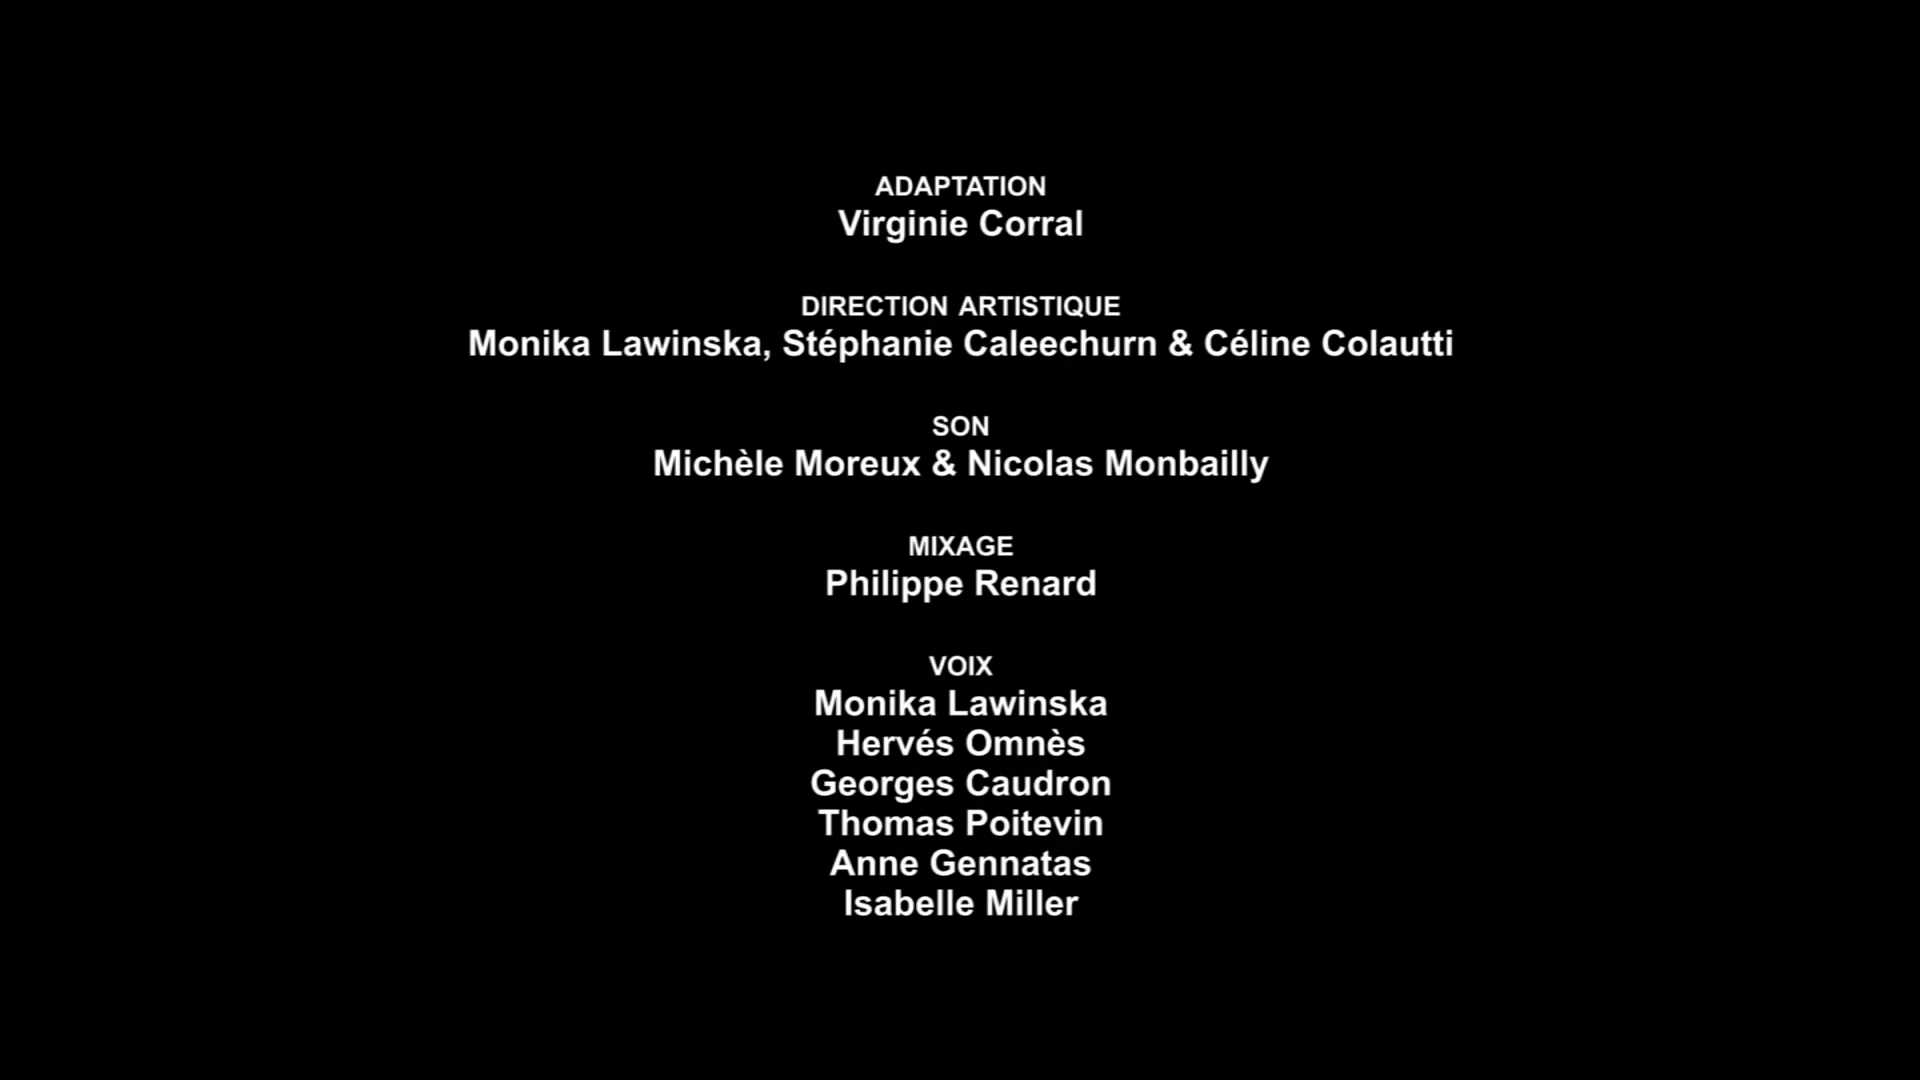 ADAPTATION
Virginie Corral
DIRECTION ARTISTIQUE
Monika Lawinska, Stéphanie Caleechurn & Céline Colautti
SON
Michèle Moreux & Nicolas Monbailly
MIXAGE
Philippe Renard
VOIX
Monika Lawinska
Hervés Omnès
Georges Caudron
Thomas Poitevin
Anne Gennatas
Isabelle Miller